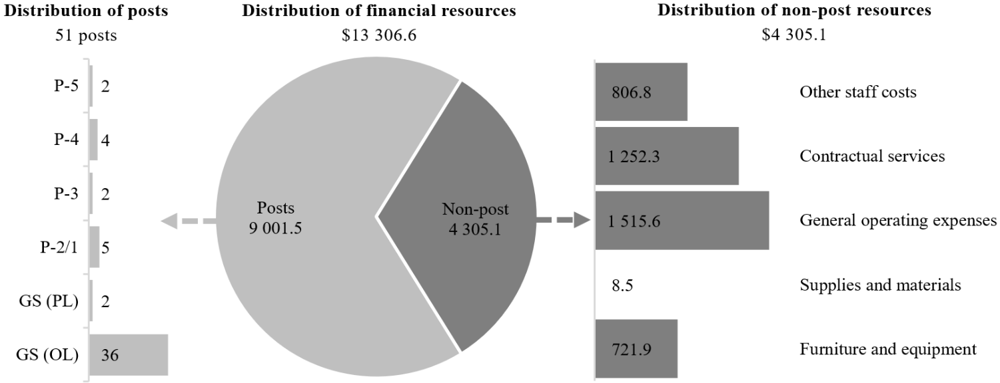 Distribution of posts
51 posts
P-5 2
P-4 4
P-3 2
P-2/1 5
GS (PL) 2
GS (OL) 36
Distribution of financial resources
$13 306.6
Posts
9 001.5
Non-post
4 305.1
Distribution of non-post resources
$4 305.1
806.8 Other staff costs
1 252.3 Contractual services
1 515.6 General operating expenses
8.5 Supplies and materials
721.9 Furniture and equipment